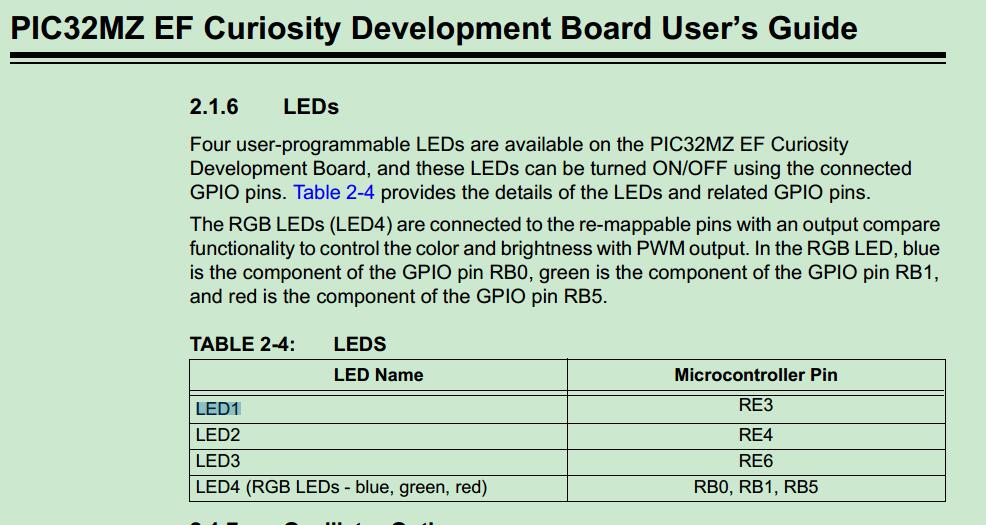 PIC32MZ EF Curiosity Development Board User’s Guide
2.1.6 LEDs
Four user-programmable LEDs are available on the PIC32MZ EF Curiosity
Development Board, and these LEDs can be turned ON/OFF using the connected
GPIO pins. Table 2-4 provides the details of the LEDs and related GPIO pins.
The RGB LEDs (LED4) are connected to the re-mappable pins with an output compare
functionality to control the color and brightness with PWM output. In the RGB LED, blue
is the component of the GPIO pin RB0, green is the component of the GPIO pin RB1,
and red is the component of the GPIO pin RB5.
TABLE 2-4: LEDS
LED Name Microcontroller Pin
LED1 RE3
LED2 RE4
LED3 RE6
LED4 (RGB LEDs - blue, green, red) RB0, RB1, RB5